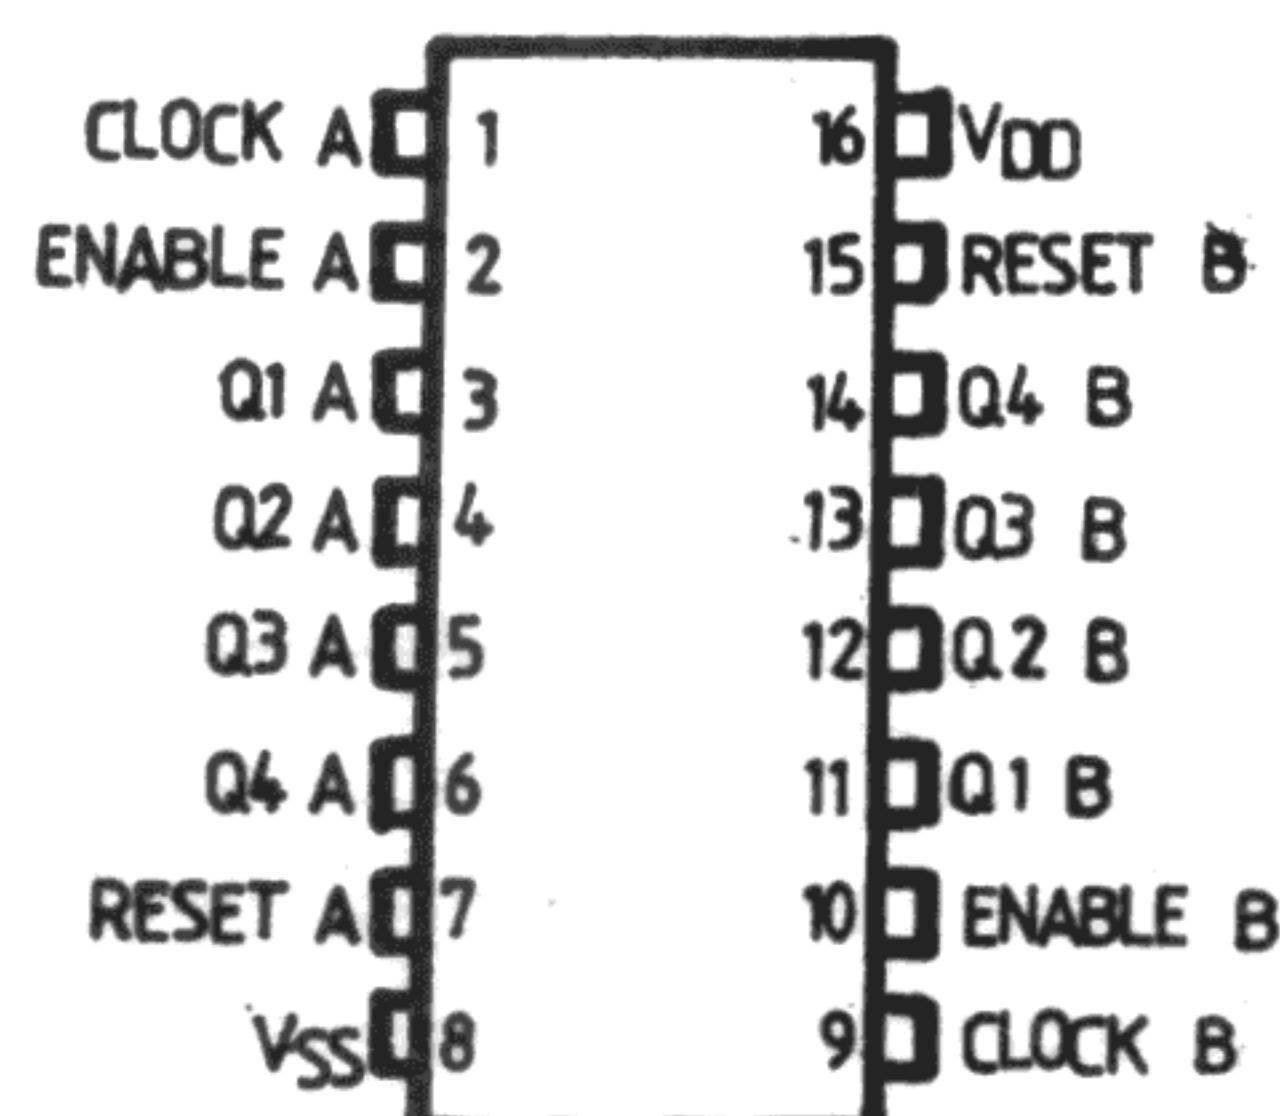 CLOCK A 1 16 VDD
ENABLE A 2 15 RESET B
Q1 A 3 14 Q4 B
Q2 A 4 13 Q3 B
Q3 A 5 12 Q2 B
Q4 A 6 11 Q1 B
RESET A 7 10 ENABLE B
VSS 8 9 CLOCK B